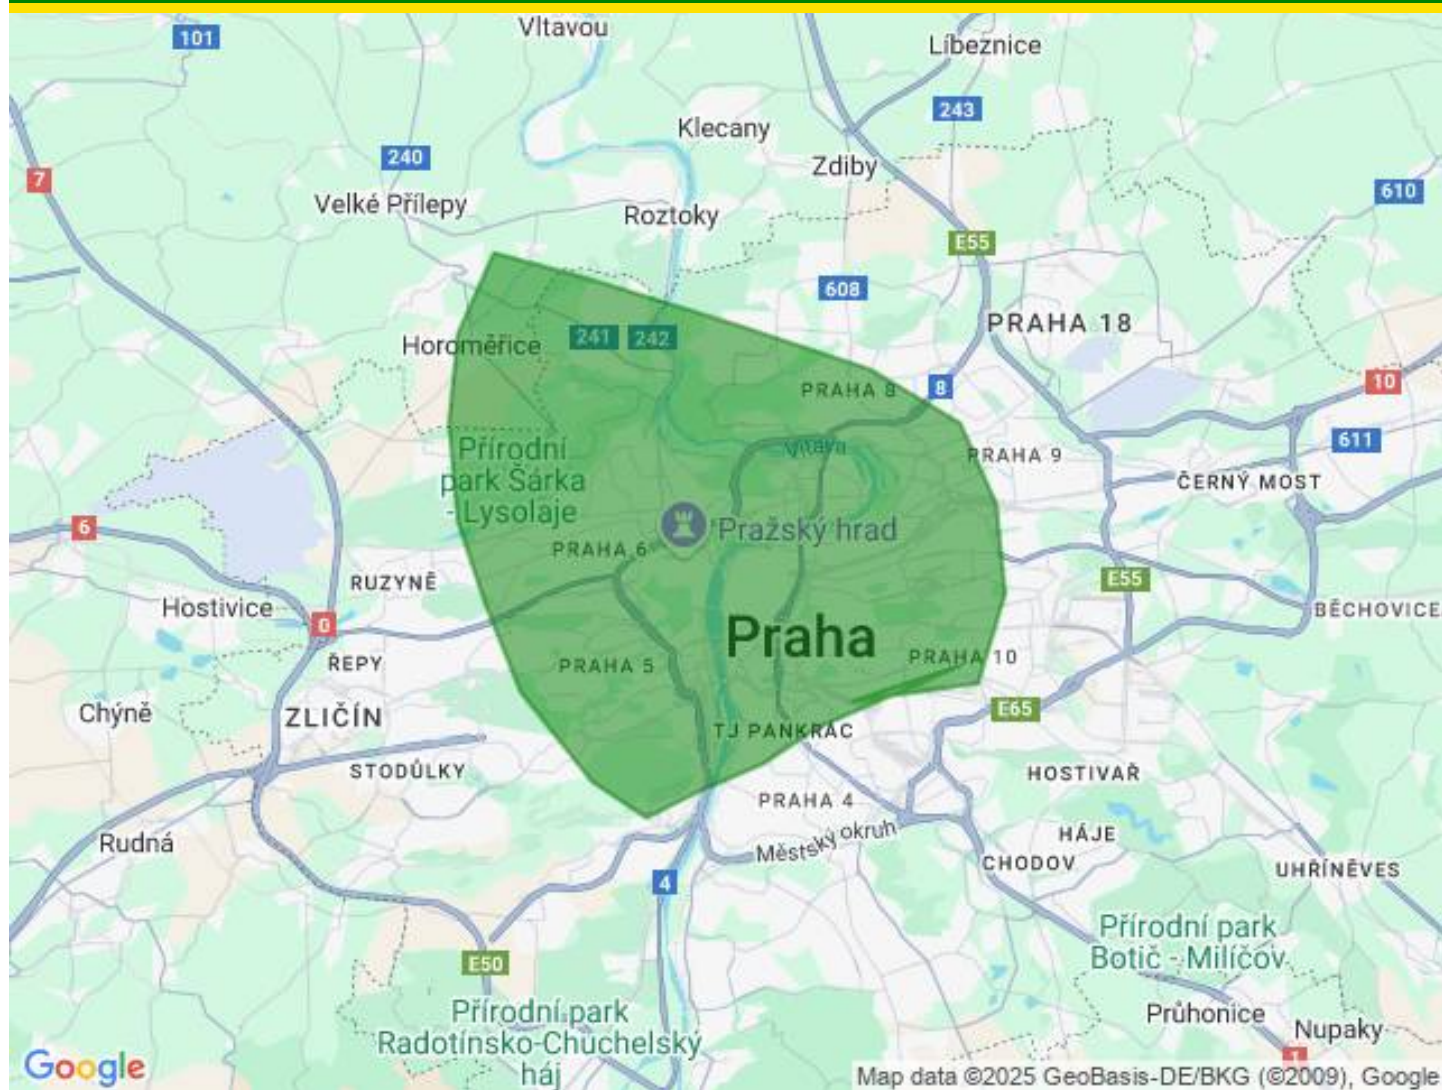 Vltavou
101
Líbeznice
243
Klecany
240
Zdiby
7
610
Velké Přílepy
Roztoky
E55
608
PRAHA 18
241
242
Horoměřice
10
8
PRAHA 8
611
Přírodní
park Šárka
- Lysolaje
Vltava
PRAHA 9
ČERNÝ MOST
6
Pražský hrad
PRAHA 6
RUZYNĚ
E55
Hostivice
0
BĚCHOVICE
Praha
ŘEPY
PRAHA 5
PRAHA 10
Chýně
ZLIČÍN
E65
TJ PANKRÁC
STODŮLKY
HOSTIVAŘ
PRAHA 4
Rudná
Městský okruh
HÁJE
CHODOV
UHŘÍNĚVES
4
Přírodní park
Botič - Milíčov
E50
Přírodní park
Radotínsko-Chuchelský
háj
Průhonice
Nupaky
1
Google
Map data ©2025 GeoBasis-DE/BKG (©2009), Google